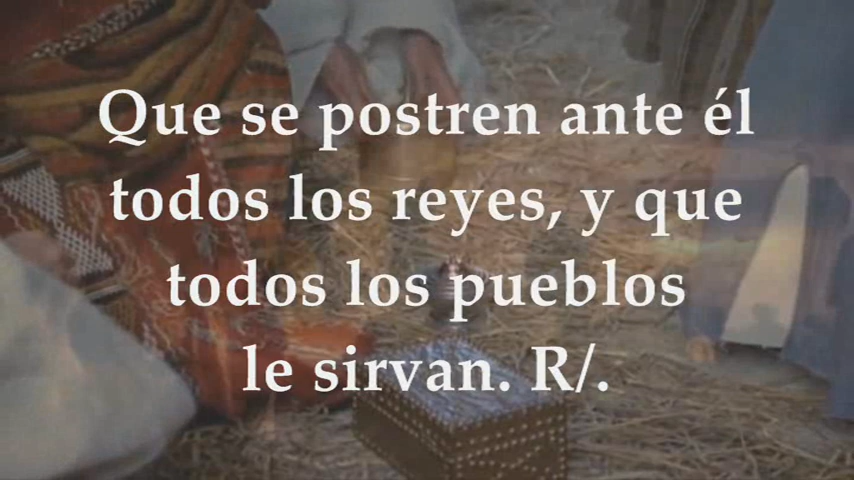 Que se postren ante él
todos los reyes, y que
todos los pueblos
le sirvan. R/.